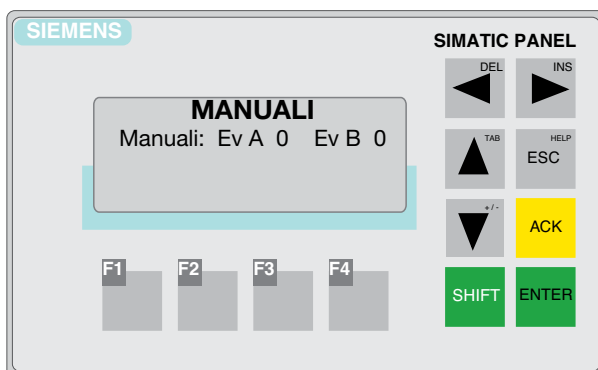 SIEMENS
SIMATIC PANEL
MANUALI
Manuali: Ev A 0 Ev B 0
DEL
INS
TAB
HELP
ESC
+ / -
ACK
F1
F2
F3
F4
SHIFT
ENTER